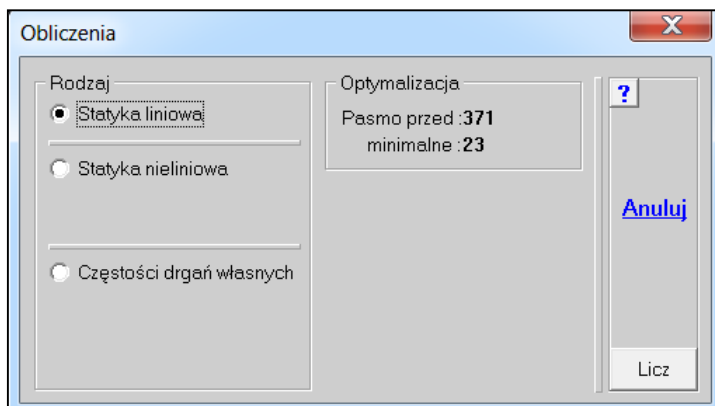 Obliczenia
Rodzaj
Statyka liniowa
Statyka nieliniowa
Częstości drgań własnych
Optymalizacja
Pasmo przed :371
minimalne :23
?
Anuluj
Licz